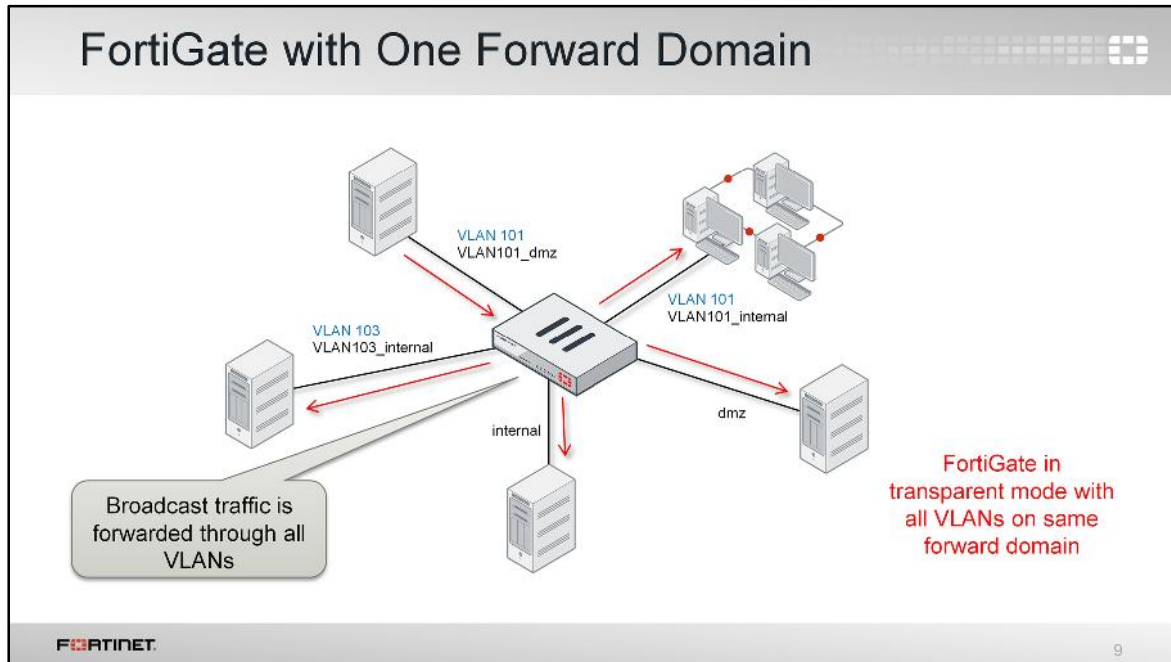 FortiGate with One Forward Domain
VLAN 101
VLAN101_dmz
VLAN 101
VLAN101_internal
VLAN 103
VLAN103_internal
dmz
internal
Broadcast traffic is
forwarded through all
VLANs
FortiGate in
transparent mode with
all VLANs on same
forward domain
FORTINET.
9